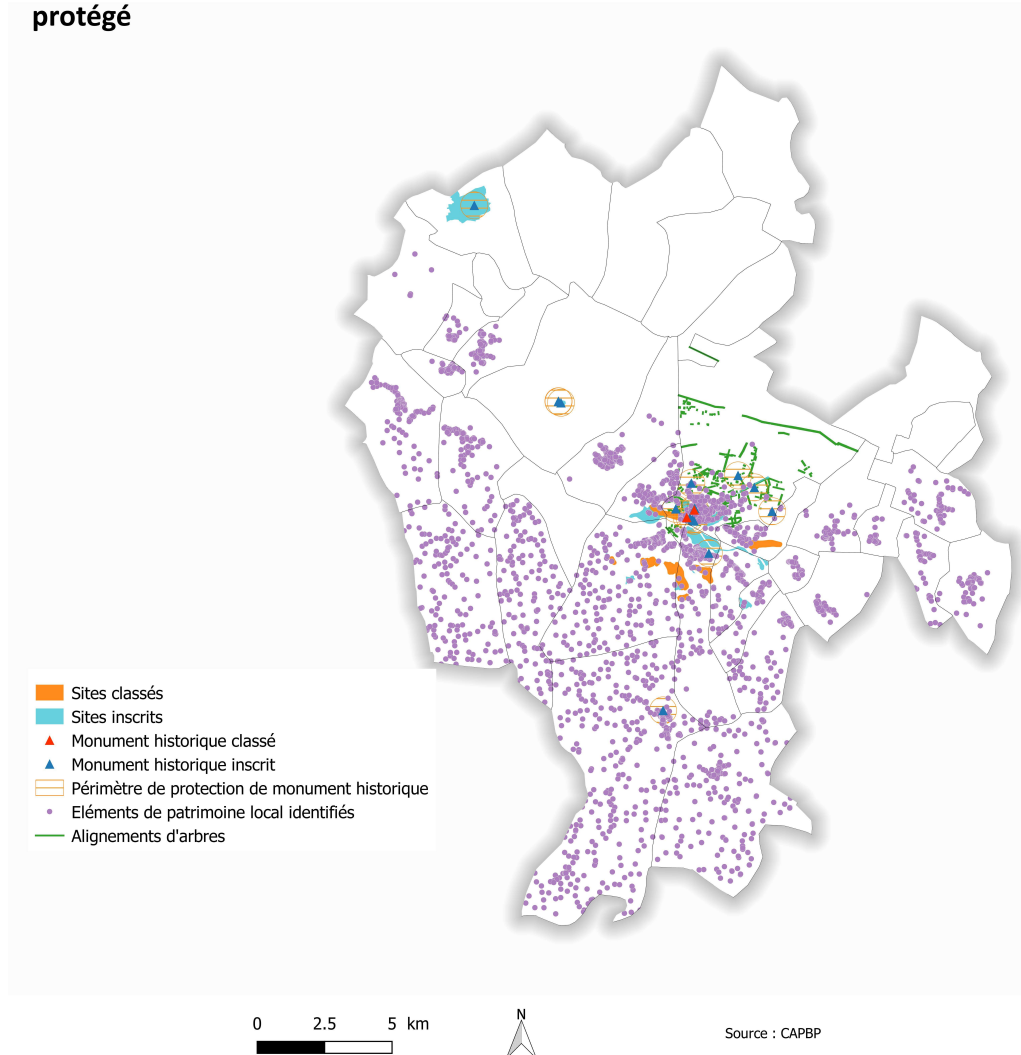 protégé
Sites classés
Sites inscrits
Monument historique classé
Monument historique inscrit
Périmètre de protection de monument historique
Eléments de patrimoine local identifiés
Alignements d'arbres
0 2.5 5 km
N
Source : CAPBP